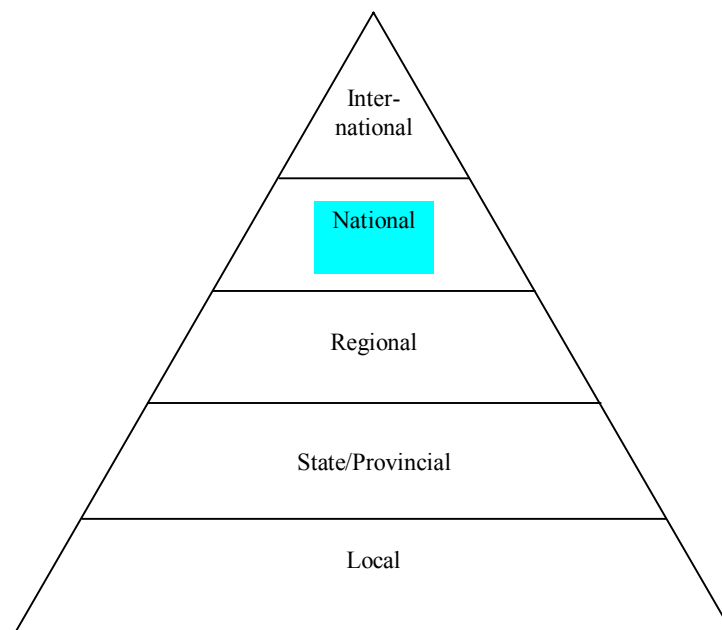 Inter-
national
National
Regional
State/Provincial
Local